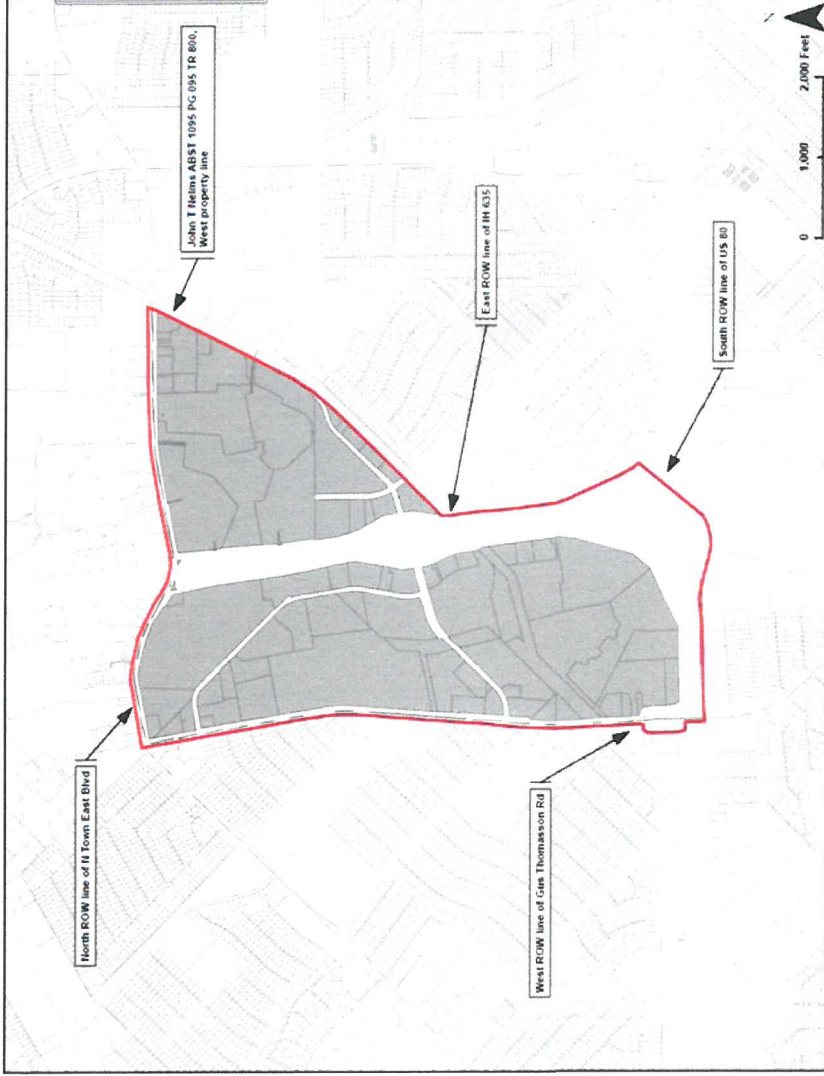 North ROW line of N Town East Blvd
John T Nelms ABST 1095 PG 095 TR 800,
West property line
East ROW line of IH 635
South ROW line of US 80
West ROW line of Gus Thomasson Rd
N
0 1,000 2,000 Feet